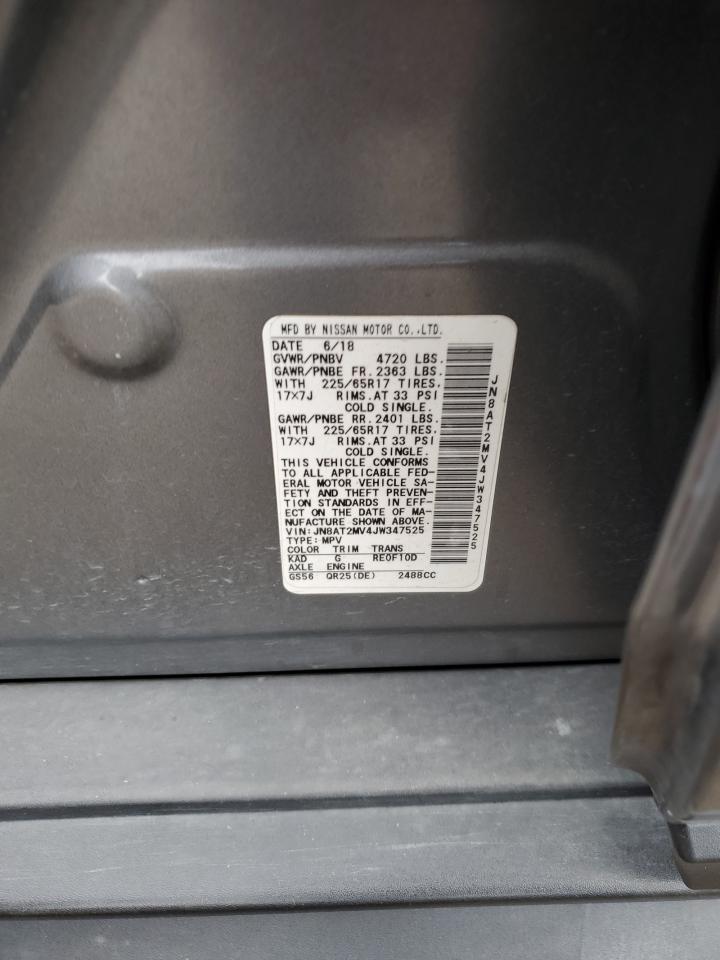 MFD BY NISSAN MOTOR CO.,LTD.
DATE 6/18
GVWR/PNBV 4720 LBS.
GAWR/PNBE FR. 2363 LBS.
WITH 225/65R17 TIRES,
17×7J RIMS.AT 33 PSI
COLD SINGLE.
GAWR/PNBE RR. 2401 LBS.
WITH 225/65R17 TIRES,
17×7J RIMS.AT 33 PSI
COLD SINGLE.
THIS VEHICLE CONFORMS
TO ALL APPLICABLE FED-
ERAL MOTOR VEHICLE SA-
FETY AND THEFT PREVEN-
TION STANDARDS IN EFF-
ECT ON THE DATE OF MA-
NUFACTURE SHOWN ABOVE.
VIN: JN8AT2MV4JW347525
TYPE: MPV
COLOR TRIM TRANS
KAD G RE0F10D
AXLE ENGINE
GS56 QR25(DE) 2488CC
JN8AT2MV4JW347525